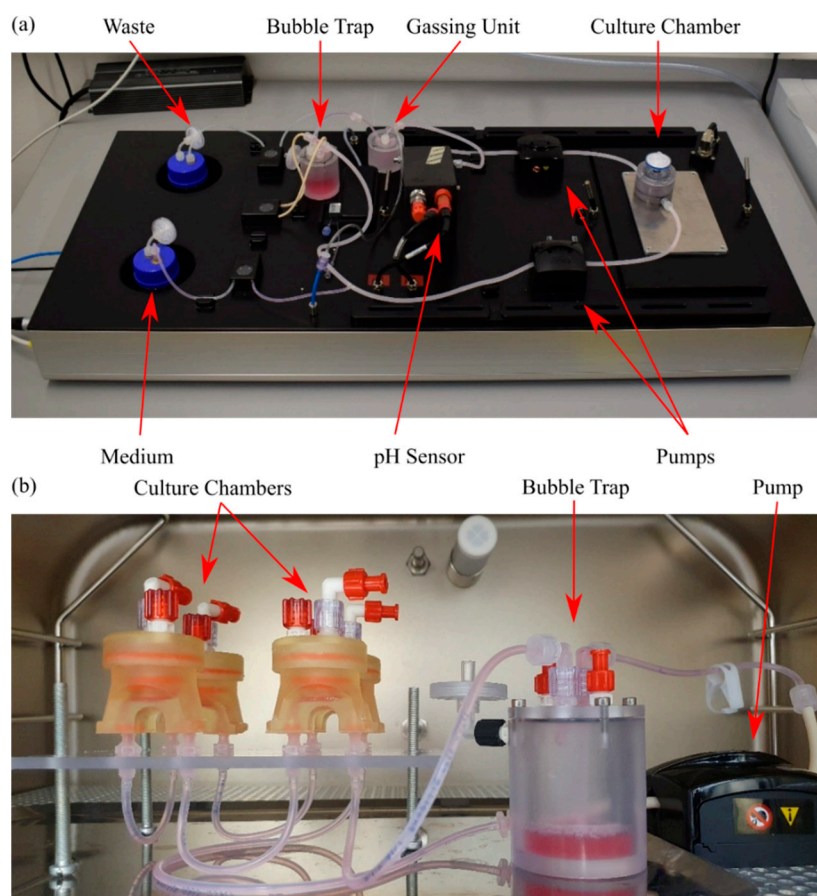 (a)
Waste
Bubble Trap
Gassing Unit
Culture Chamber
Medium
pH Sensor
Pumps
(b)
Culture Chambers
Bubble Trap
Pump